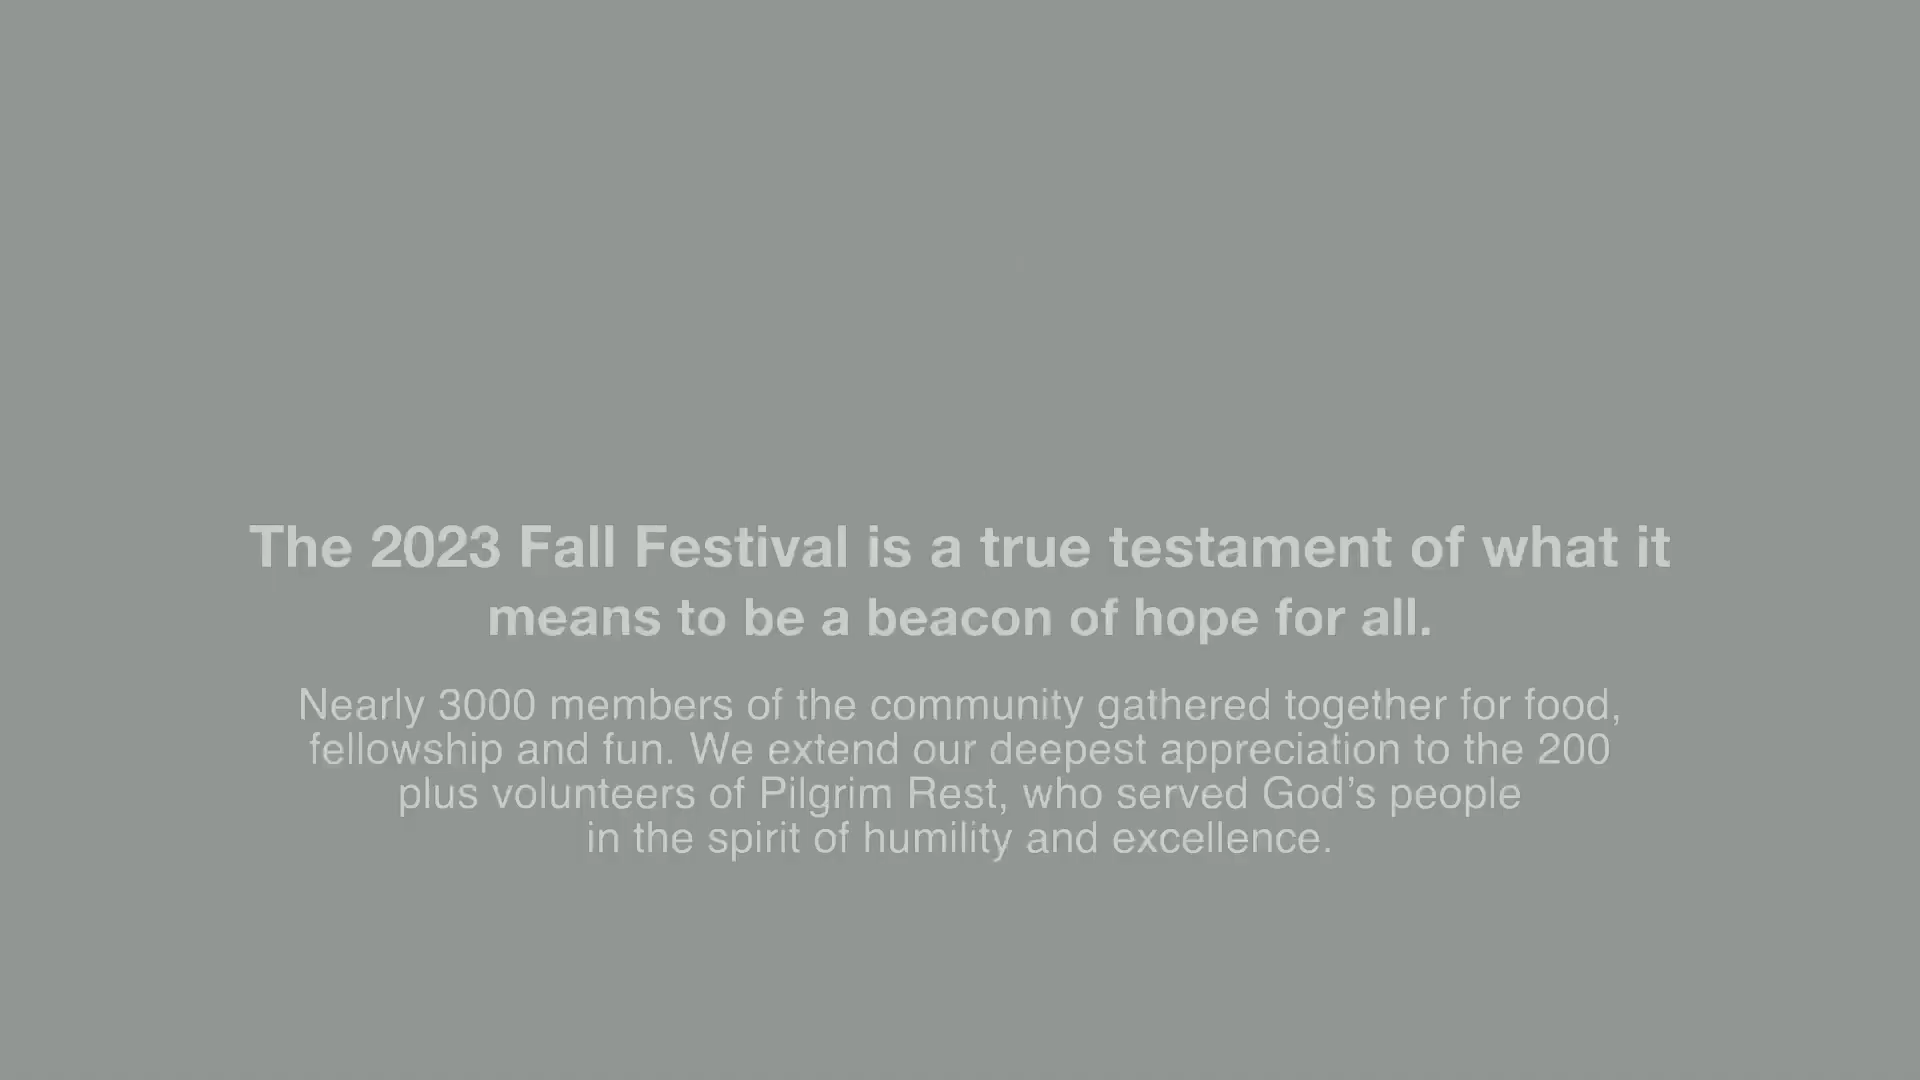 The 2023 Fall Festival is a true testament of what it
means to be a beacon of hope for all.
Nearly 3000 members of the community gathered together for food,
fellowship and fun. We extend our deepest appreciation to the 200
plus volunteers of Pilgrim Rest, who served God’s people
in the spirit of humility and excellence.